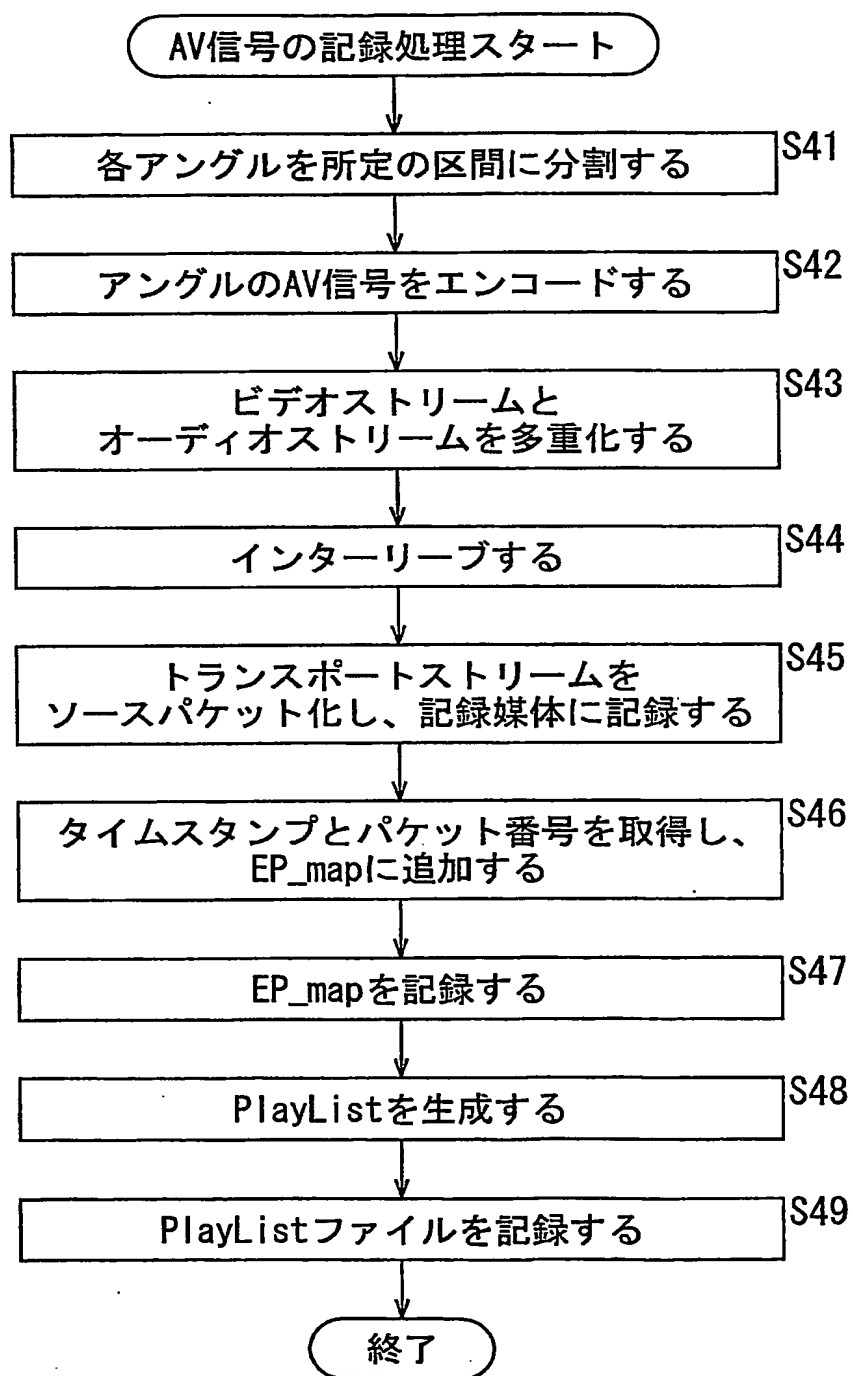 AV信号の記録処理スタート
S41
各アングルを所定の区間に分割する
S42
アングルのAV信号をエンコードする
S43
ビデオストリームと
オーディオストリームを多重化する
S44
インターリーブする
S45
トランスポートストリームを
ソースパケット化し、記録媒体に記録する
S46
タイムスタンプとパケット番号を取得し、
EP_mapに追加する
S47
EP_mapを記録する
S48
PlayListを生成する
S49
PlayListファイルを記録する
終了